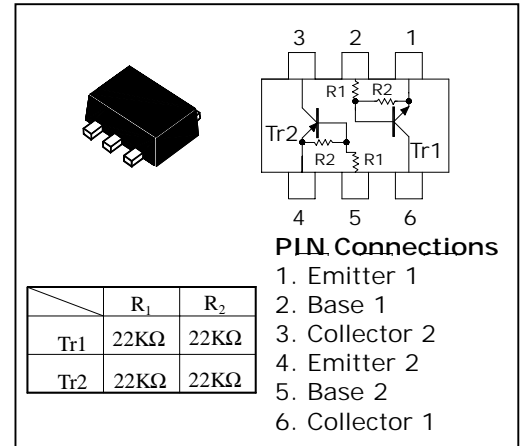 3 2 1
R1 R2
Tr2 Tr1
R2 R1
4 5 6
PIN Connections
1. Emitter 1
2. Base 1
3. Collector 2
4. Emitter 2
5. Base 2
6. Collector 1
R₁ R₂
Tr1 22KΩ 22KΩ
Tr2 22KΩ 22KΩ